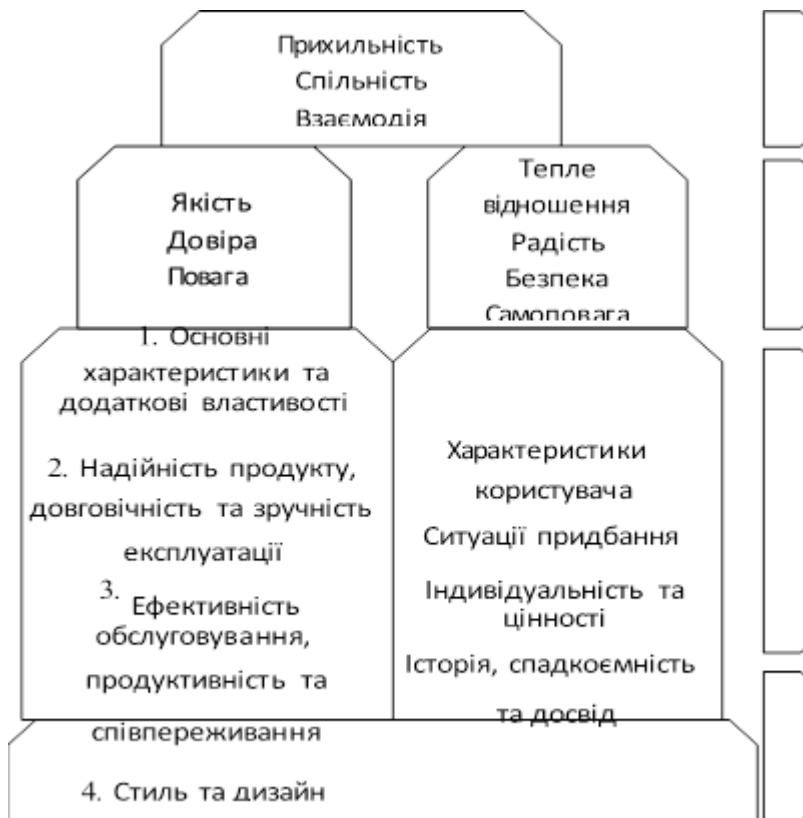 Прихильність
Спільність
Взаємодія
Якість
Довіра
Повага
Тепле
відношення
Радість
Безпека
Самоповага
1. Основні
характеристики та
додаткові властивості
2. Надійність продукту,
довговічність та зручність
експлуатації
3. Ефективність
обслуговування,
продуктивність та
співпереживання
4. Стиль та дизайн
Характеристики
користувача
Ситуації придбання
Індивідуальність та
цінності
Історія, спадкоємність
та досвід